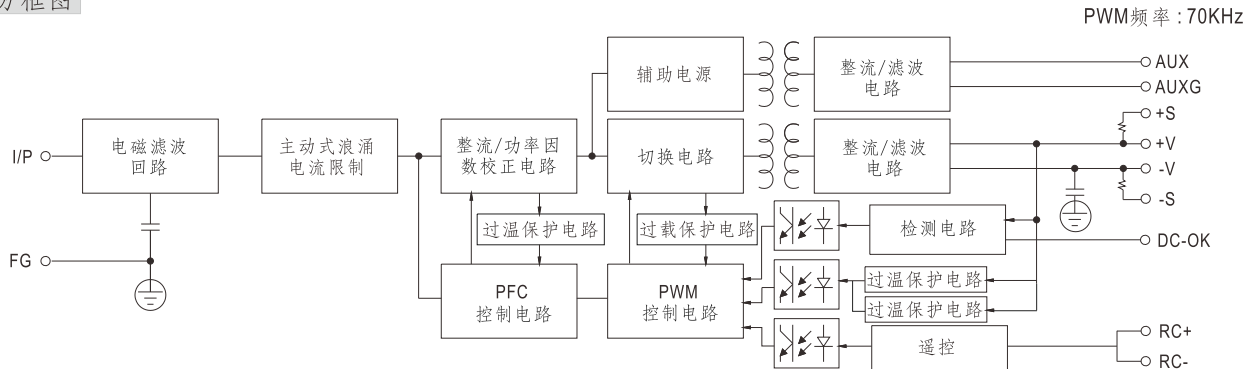 方框图
PWM频率 : 70KHz
辅助电源
整流/滤波
电路
AUX
AUXG
+S
I/P
电磁滤波
回路
主动式浪涌
电流限制
整流/功率因
数校正电路
切换电路
整流/滤波
电路
+V
-V
-S
过温保护电路
过载保护电路
检测电路
DC-OK
FG
PFC
控制电路
PWM
控制电路
过温保护电路
过温保护电路
遥控
RC+
RC-